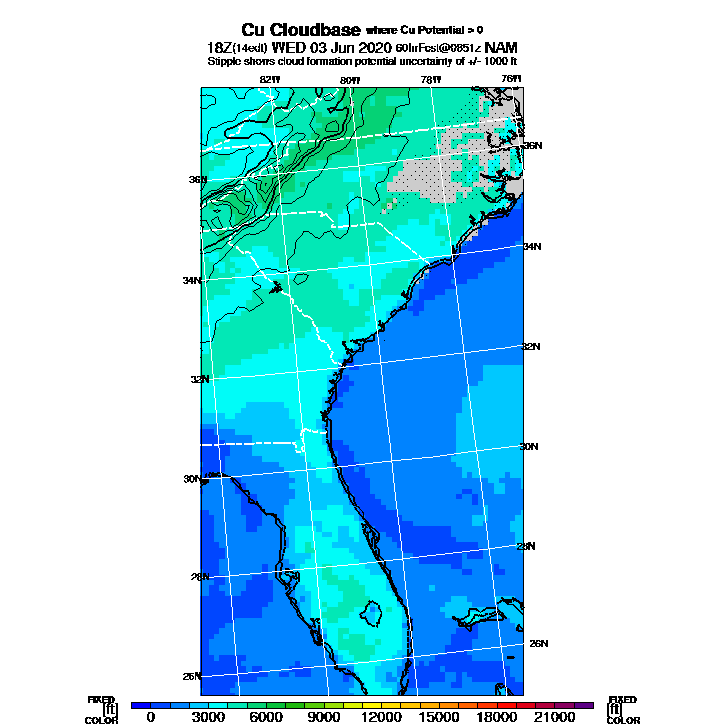 Cu Cloudbase where Cu Potential > 0
18Z(14edt) WED 03 Jun 2020 60hrFcst@0851z NAM
Stipple shows cloud formation potential uncertainty of +/- 1000 ft
82W 80W 78W 76W
36N
36N
34N
34N
32N
32N
30N
30N
28N
28N
26N
26N
FIXED FIXED
[ft] [ft]
COLOR 0 3000 6000 9000 12000 15000 18000 21000 COLOR